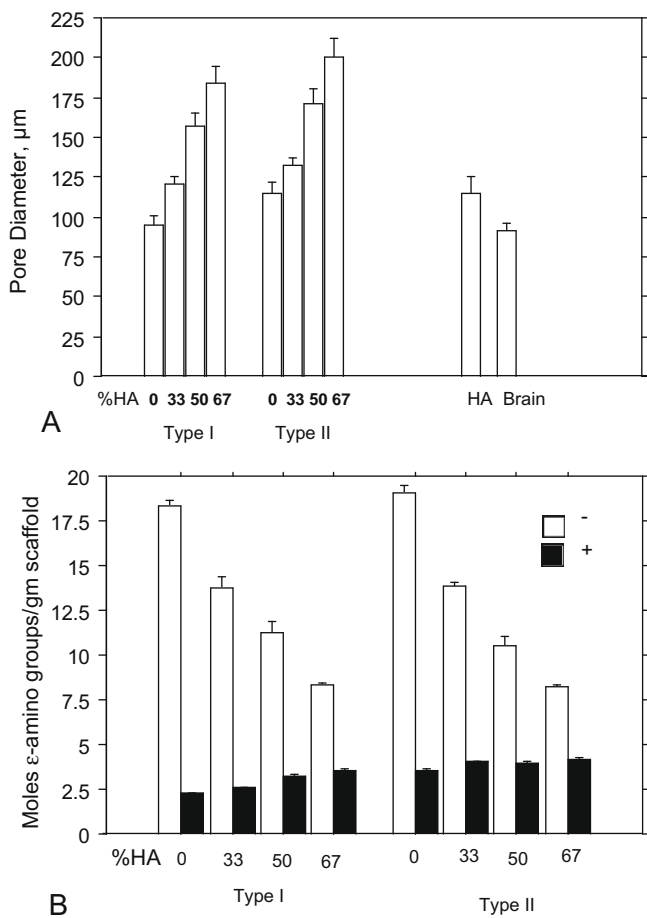 225
200
175
150
125
100
75
50
25
0
Pore Diameter, μm
%HA 0 33 50 67 0 33 50 67 HA Brain
Type I Type II
A
20
17.5
15
12.5
10
7.5
5
2.5
0
Moles ε-amino groups/gm scaffold
-
+
%HA 0 33 50 67 0 33 50 67
Type I Type II
B